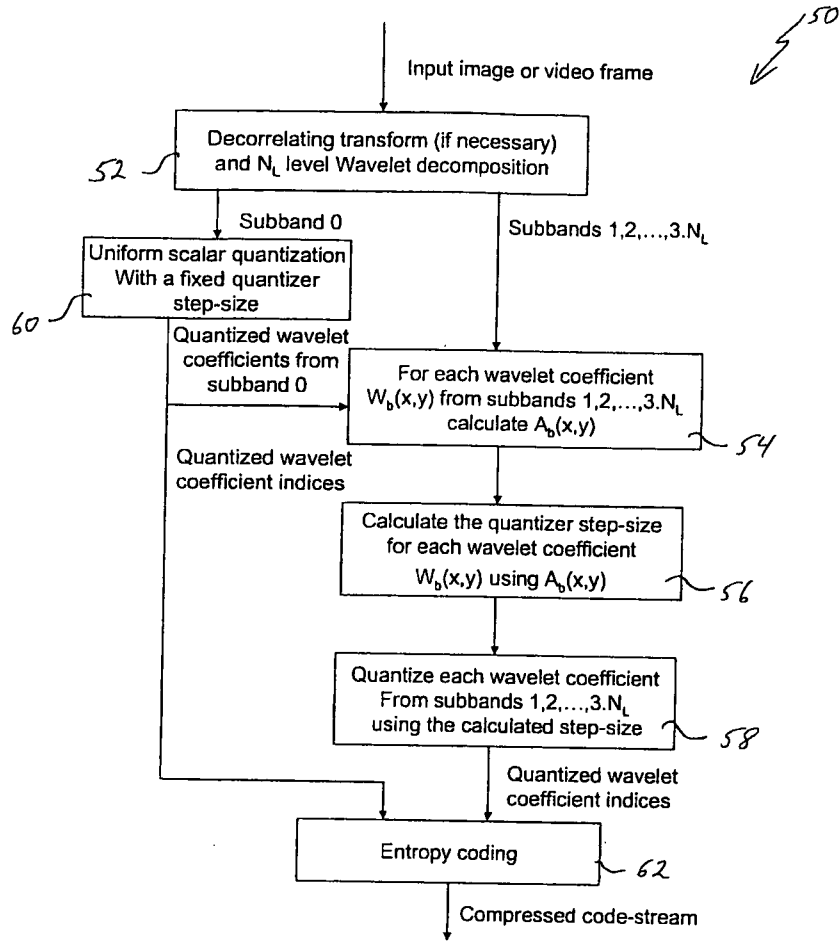 50
Input image or video frame
Decorrelating transform (if necessary)
and N_L level Wavelet decomposition
52
Subband 0
Subbands 1,2,...,3.N_L
Uniform scalar quantization
With a fixed quantizer
step-size
60
Quantized wavelet
coefficients from
subband 0
For each wavelet coefficient
W_b(x,y) from subbands 1,2,...,3.N_L
calculate A_b(x,y)
54
Quantized wavelet
coefficient indices
Calculate the quantizer step-size
for each wavelet coefficient
W_b(x,y) using A_b(x,y)
56
Quantize each wavelet coefficient
From subbands 1,2,...,3.N_L
using the calculated step-size
58
Quantized wavelet
coefficient indices
Entropy coding
62
Compressed code-stream